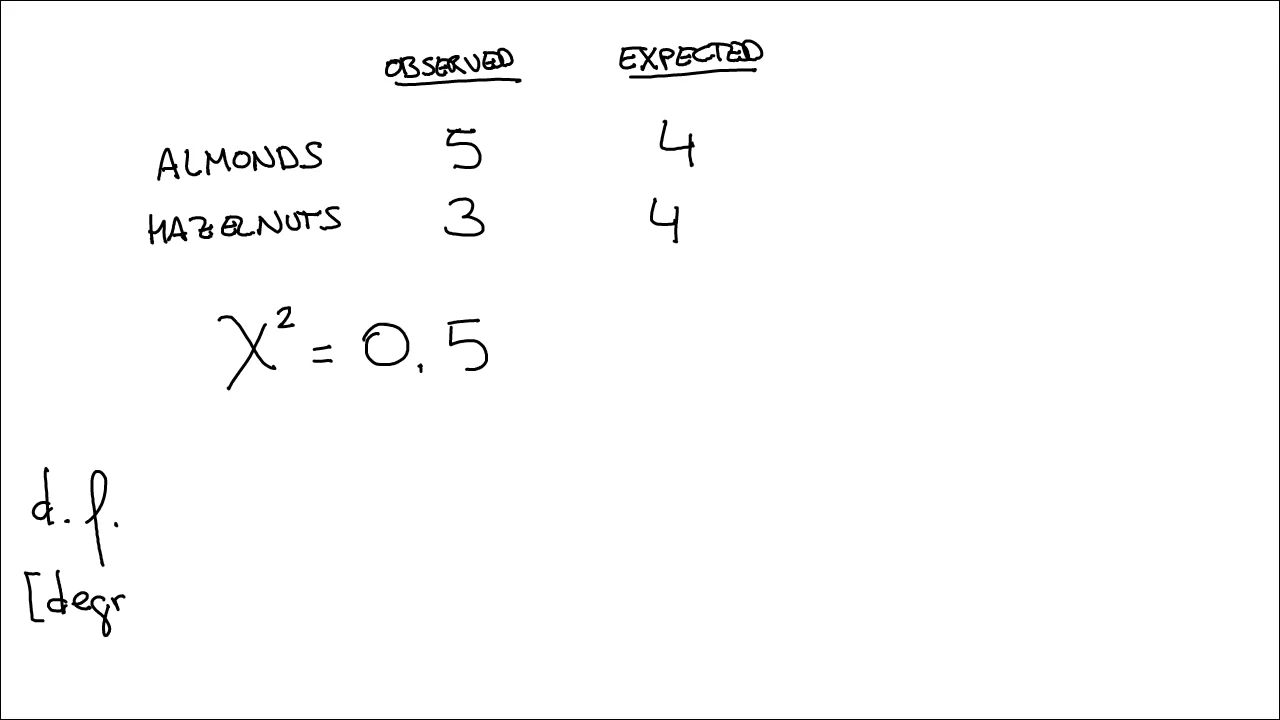 OBSERVED EXPECTED
ALMONDS 5 4
HAZELNUTS 3 4
χ² = 0.5
d.f.
[degr